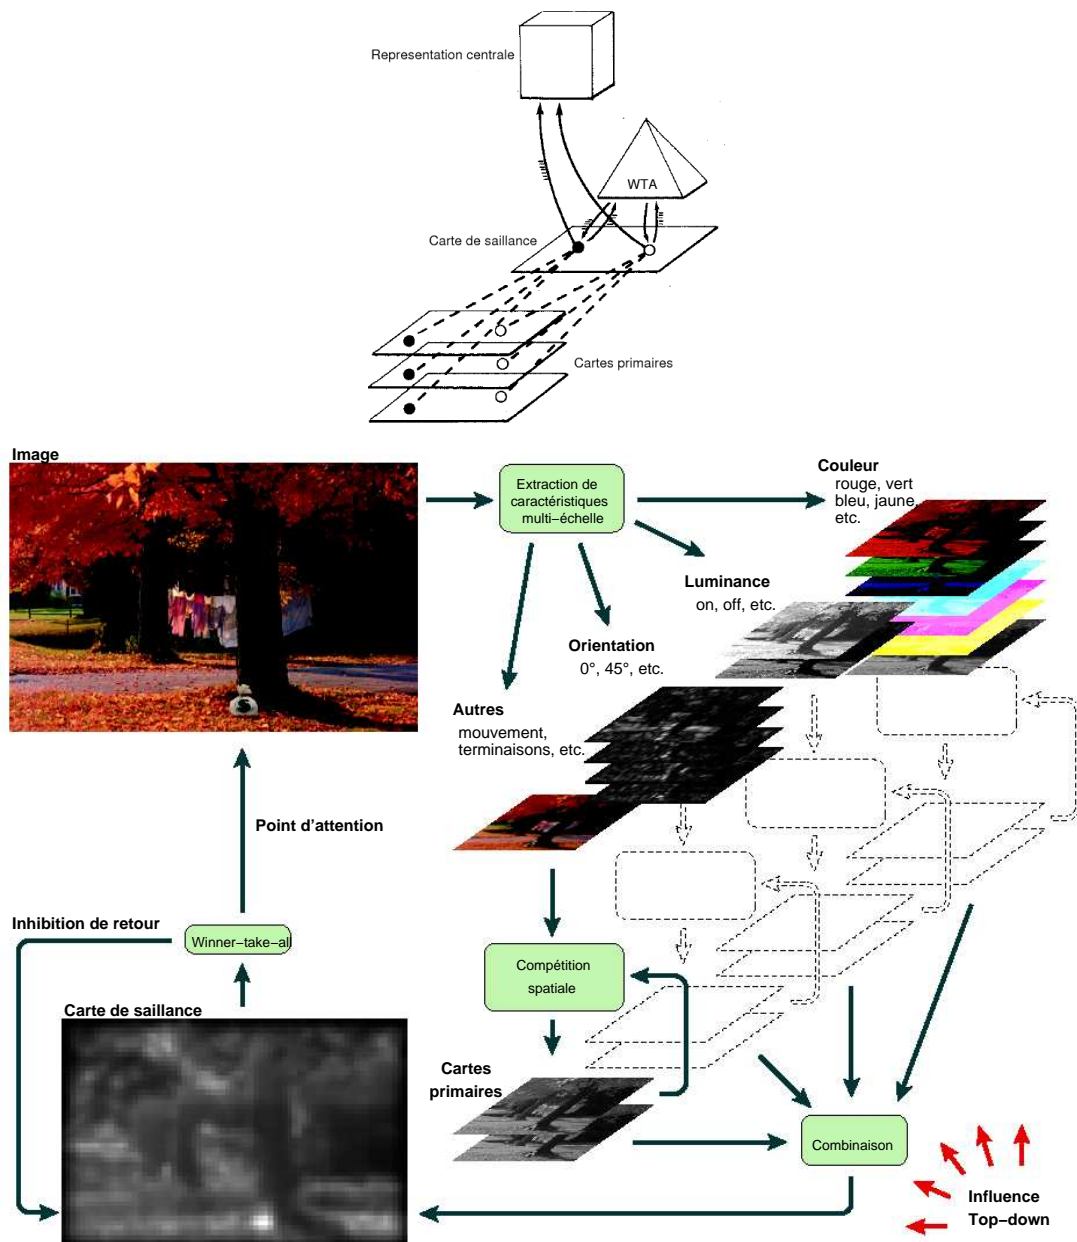 Representation centrale
WTA
Carte de saillance
Cartes primaires
Image
Extraction de
caractéristiques
multi−échelle
Couleur
rouge, vert
bleu, jaune,
etc.
Luminance
on, off, etc.
Orientation
0°, 45°, etc.
Autres
mouvement,
terminaisons, etc.
Point d'attention
Inhibition de retour
Winner−take−all
Compétition
spatiale
Carte de saillance
Cartes
primaires
Combinaison
Influence
Top−down